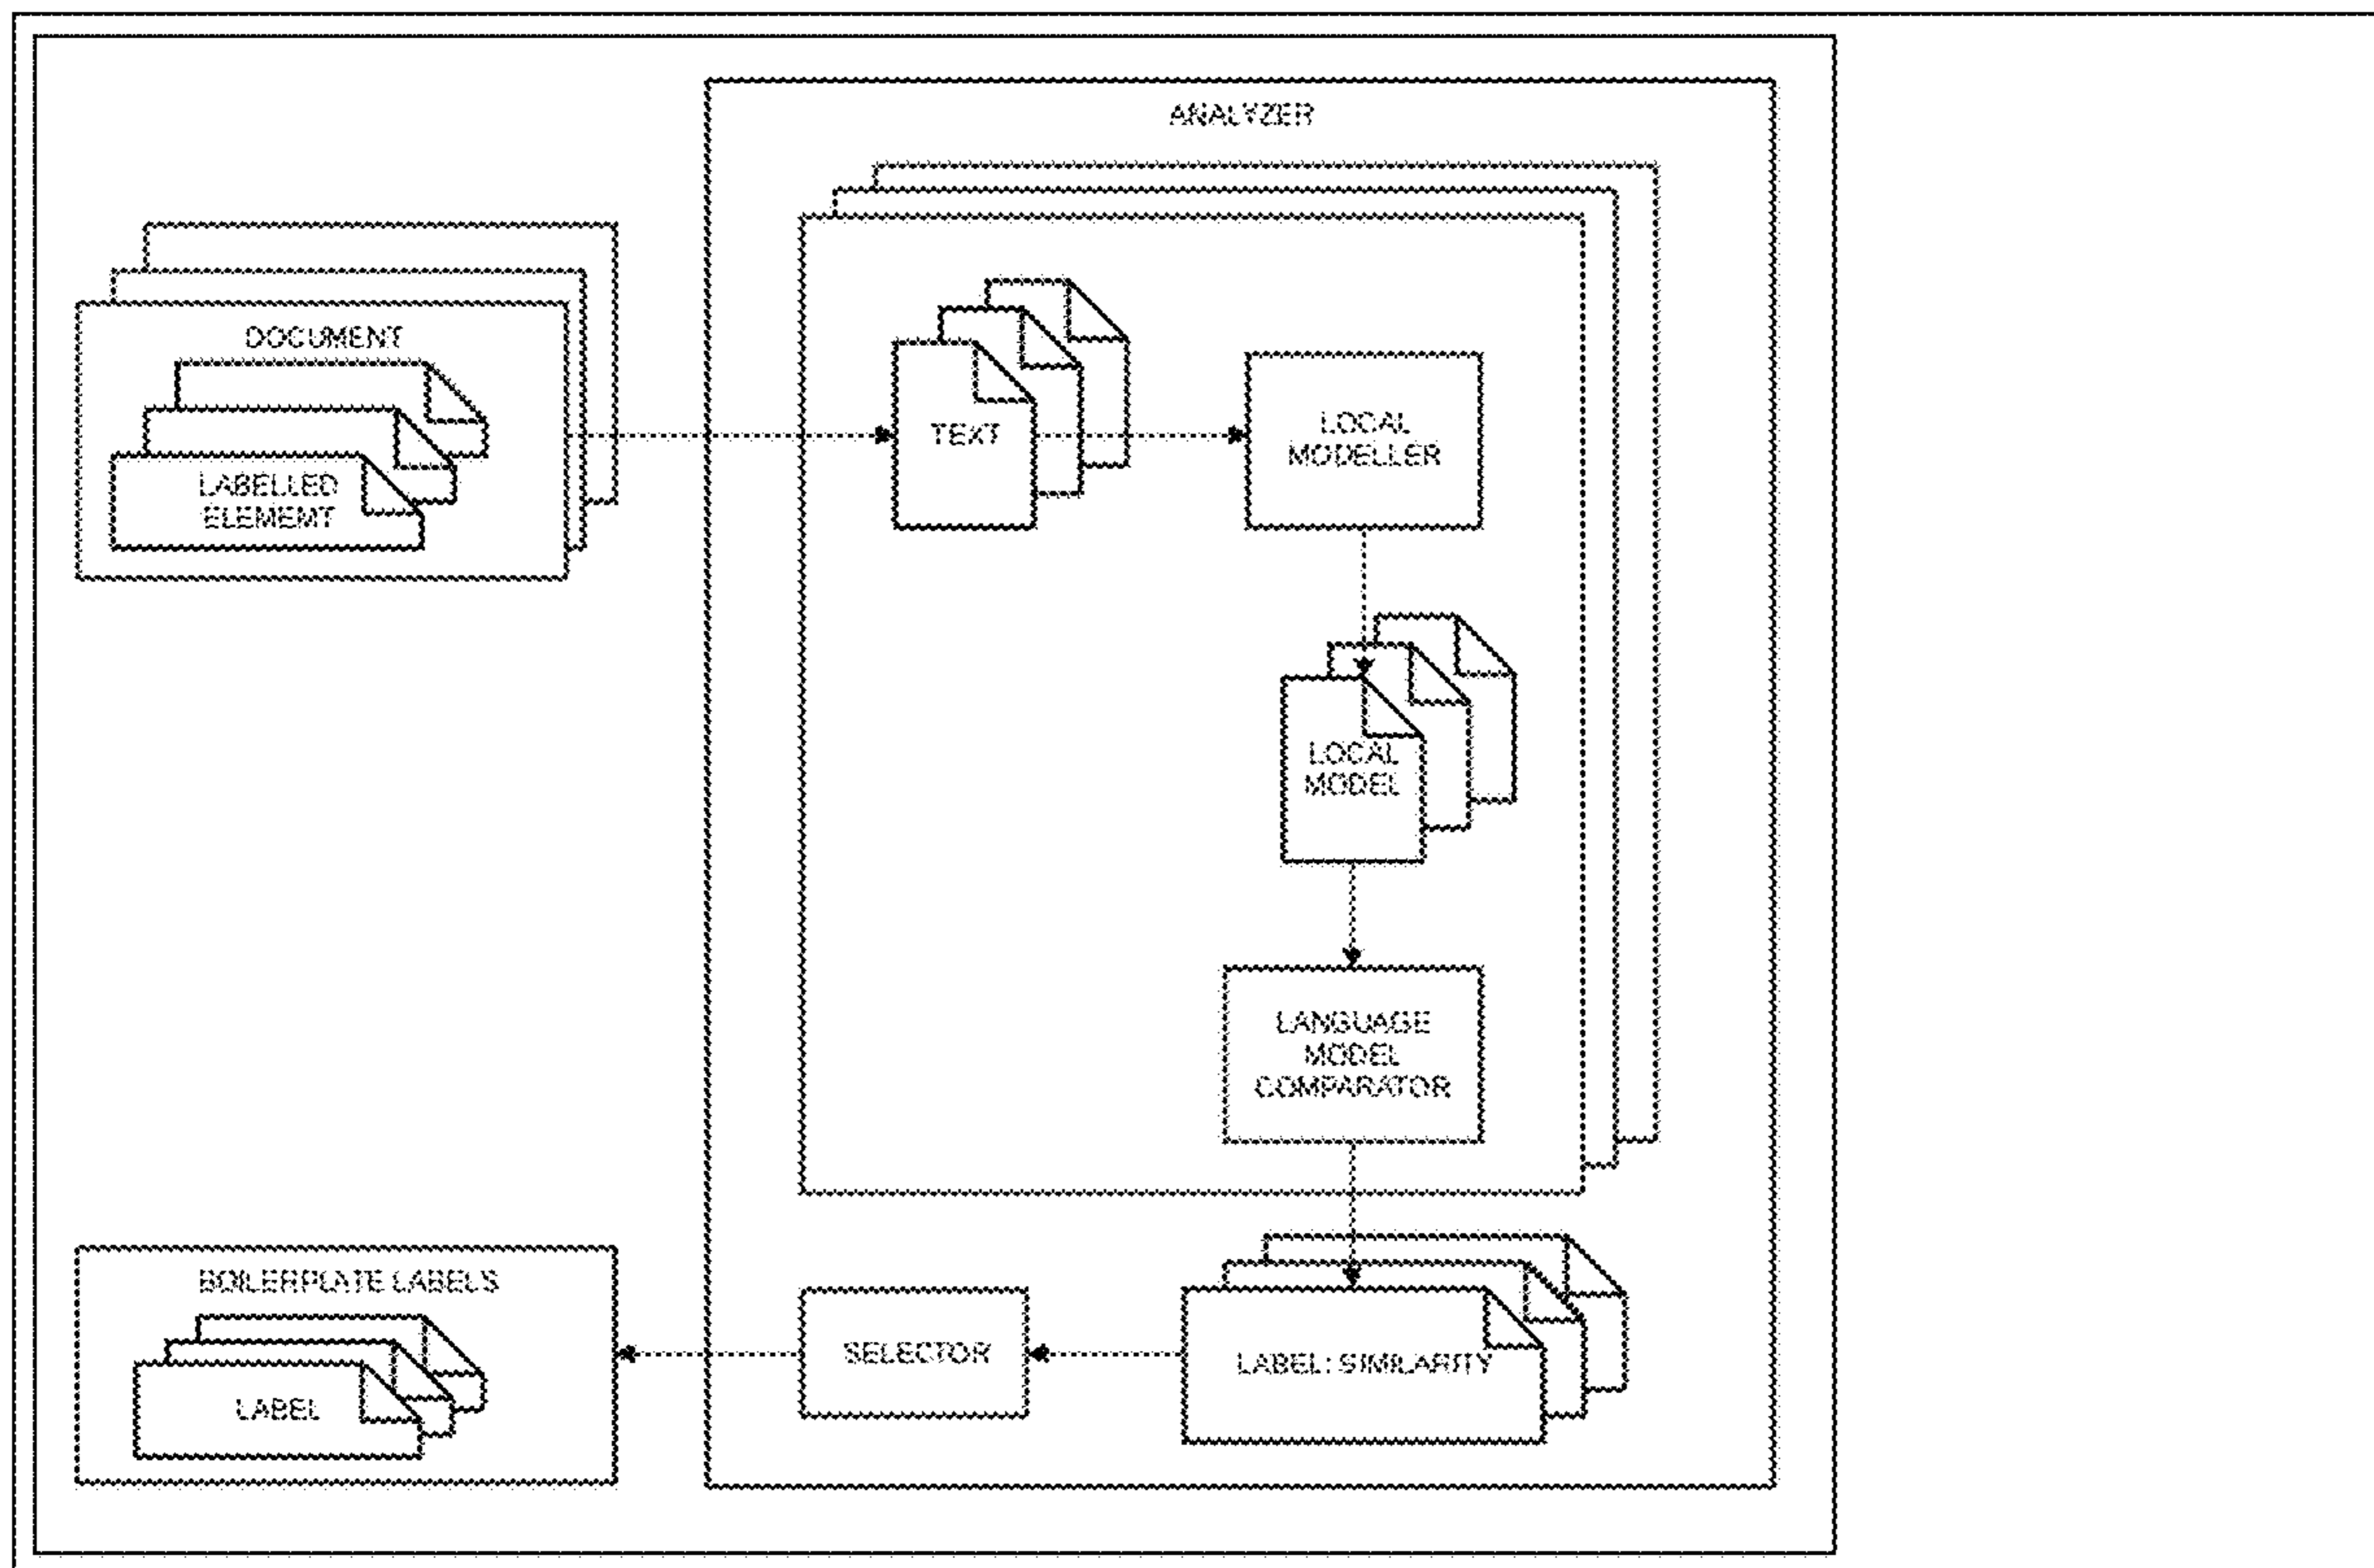 ANALYZER
DOCUMENT
LABELLED
ELEMEMT
TEXT
LOCAL
MODELLER
LOCAL
MODEL
LANGUAGE
MODEL
COMPARATOR
BOILERPLATE LABELS
LABEL
SELECTOR
LABEL: SIMILARITY